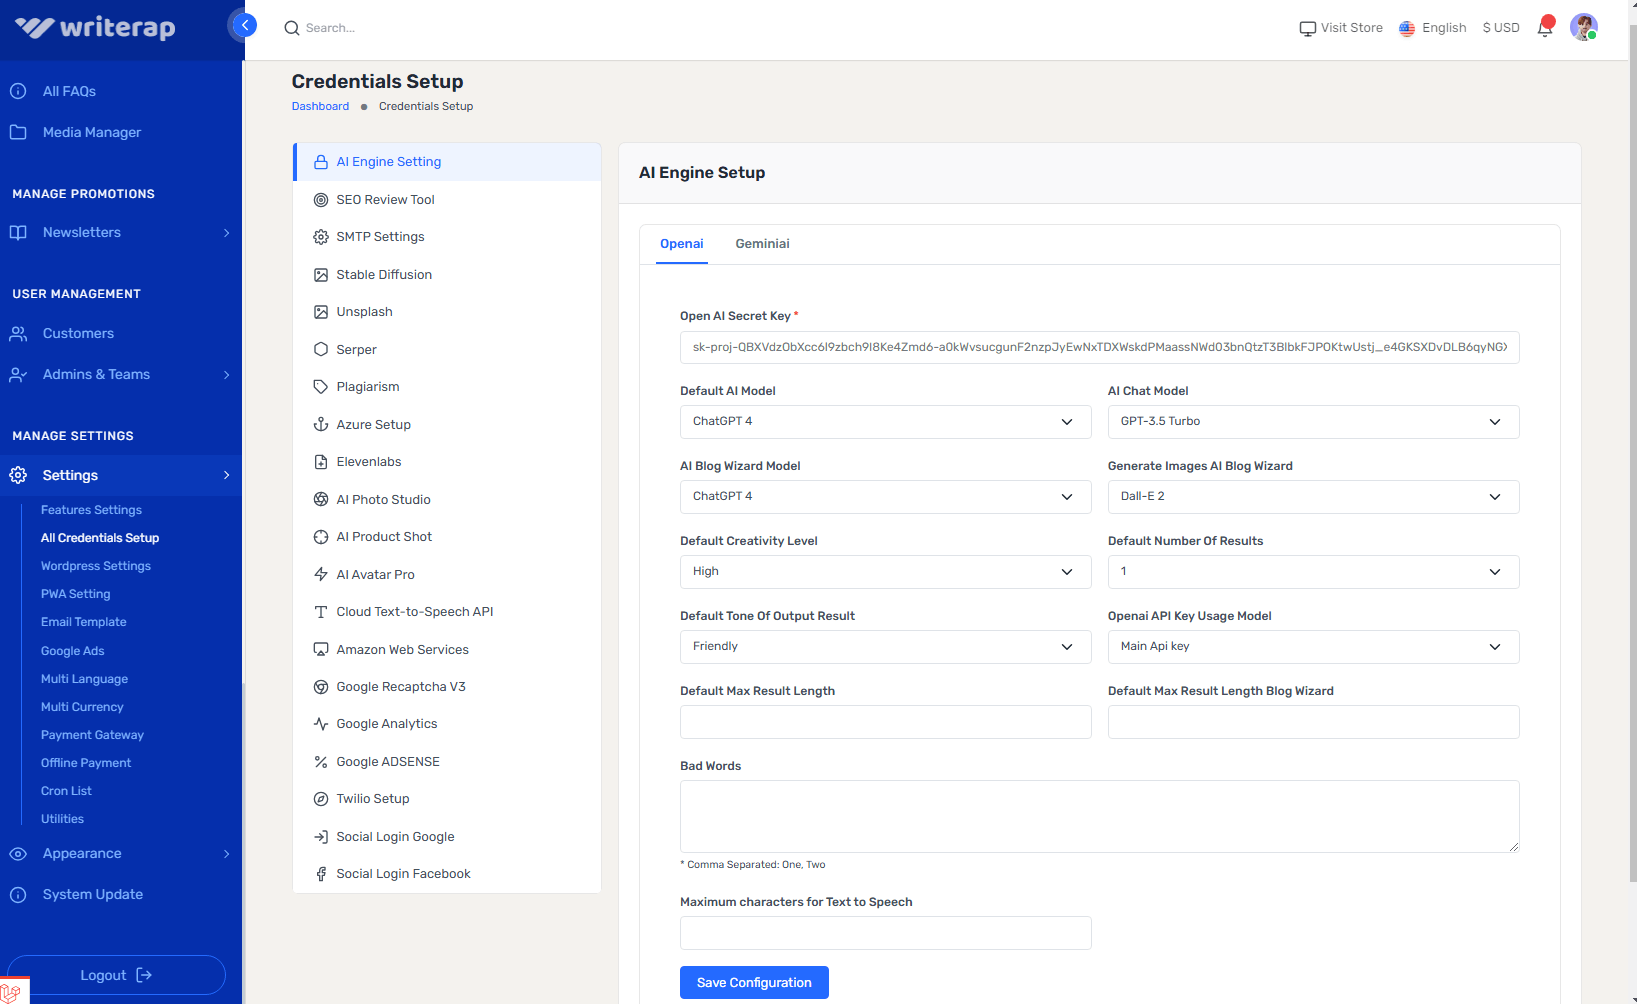 writerap
Search...
Visit Store
English
$ USD
All FAQs
Media Manager
MANAGE PROMOTIONS
Newsletters
USER MANAGEMENT
Customers
Admins & Teams
MANAGE SETTINGS
Settings
Features Settings
All Credentials Setup
Wordpress Settings
PWA Setting
Email Template
Google Ads
Multi Language
Multi Currency
Payment Gateway
Offline Payment
Cron List
Utilities
Appearance
System Update
Logout
Credentials Setup
Dashboard
Credentials Setup
AI Engine Setting
SEO Review Tool
SMTP Settings
Stable Diffusion
Unsplash
Serper
Plagiarism
Azure Setup
Elevenlabs
AI Photo Studio
AI Product Shot
AI Avatar Pro
Cloud Text-to-Speech API
Amazon Web Services
Google Recaptcha V3
Google Analytics
Google ADSENSE
Twilio Setup
Social Login Google
Social Login Facebook
AI Engine Setup
Openai
Geminiai
Open AI Secret Key *
Default AI Model
AI Chat Model
ChatGPT 4
GPT-3.5 Turbo
AI Blog Wizard Model
Generate Images AI Blog Wizard
ChatGPT 4
Dall-E 2
Default Creativity Level
Default Number Of Results
High
1
Default Tone Of Output Result
Openai API Key Usage Model
Friendly
Main Api key
Default Max Result Length
Default Max Result Length Blog Wizard
Bad Words
* Comma Separated: One, Two
Maximum characters for Text to Speech
Save Configuration